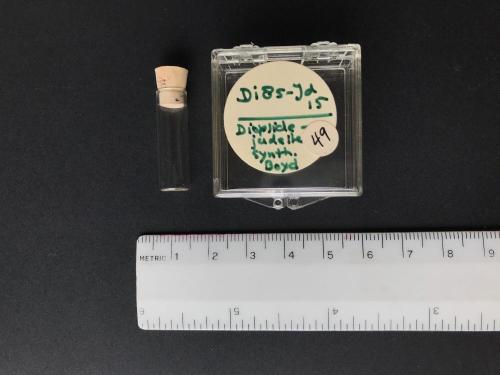 Di85-Jd
15
Diopside-
jadeite
synth.
Boyd
49
METRIC 1 2 3 4 5 6 7 8 9
6 5 4 3